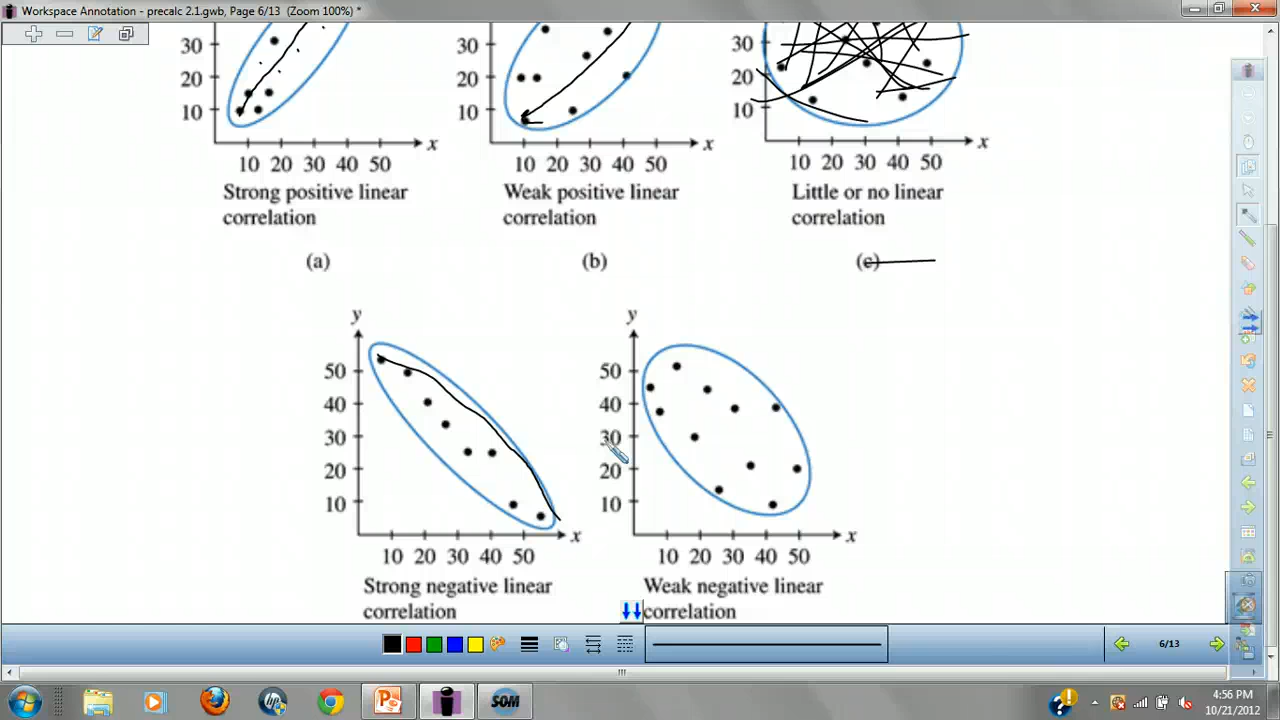 Workspace Annotation - precalc 2.1.gwb, Page 6/13 (Zoom 100%) *
30
20
10
10 20 30 40 50
x
Strong positive linear
correlation
(a)
30
20
10
10 20 30 40 50
x
Weak positive linear
correlation
(b)
30
20
10
10 20 30 40 50
x
Little or no linear
correlation
(c)
y
50
40
30
20
10
10 20 30 40 50
x
Strong negative linear
correlation
y
50
40
30
20
10
10 20 30 40 50
x
Weak negative linear
correlation
6/13
hp
SOM
4:56 PM
10/21/2012